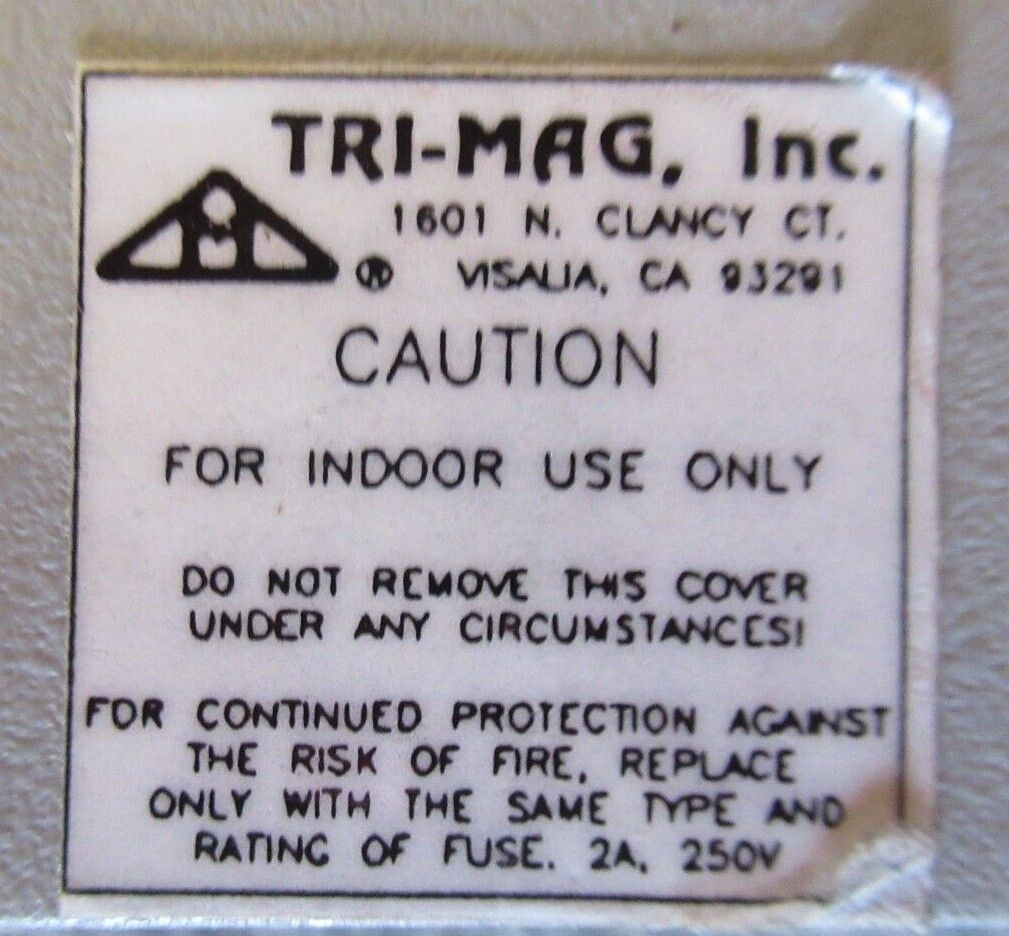 TRI-MAG, Inc.
1601 N. CLANCY CT.
® VISALIA, CA 93291
CAUTION
FOR INDOOR USE ONLY
DO NOT REMOVE THIS COVER
UNDER ANY CIRCUMSTANCES!
FOR CONTINUED PROTECTION AGAINST
THE RISK OF FIRE, REPLACE
ONLY WITH THE SAME TYPE AND
RATING OF FUSE. 2A, 250V